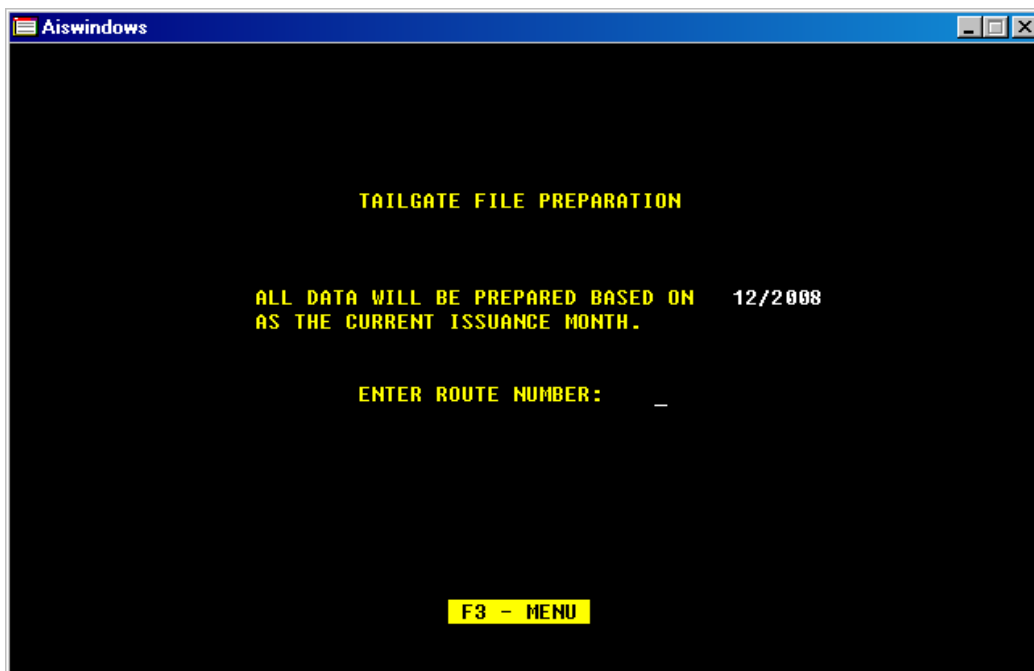 Aiswindows
TAILGATE FILE PREPARATION
ALL DATA WILL BE PREPARED BASED ON 12/2008
AS THE CURRENT ISSUANCE MONTH.
ENTER ROUTE NUMBER: _
F3 - MENU